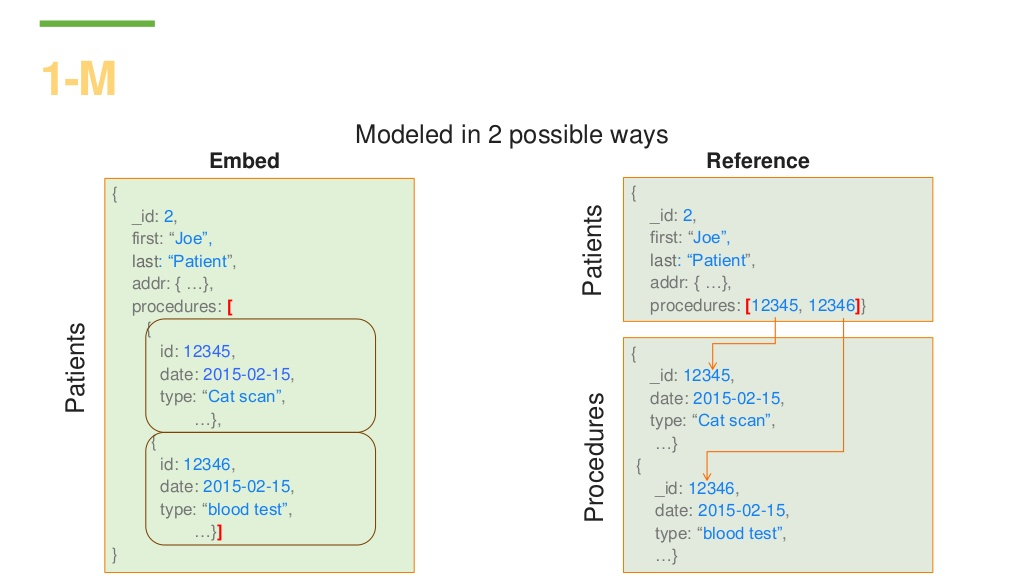 1-M
Modeled in 2 possible ways
Embed
Patients
{
_id: 2,
first: “Joe”,
last: “Patient”,
addr: { …},
procedures: [
{
id: 12345,
date: 2015-02-15,
type: “Cat scan”,
…},
{
id: 12346,
date: 2015-02-15,
type: “blood test”,
…}]
}
Reference
Patients
{
_id: 2,
first: “Joe”,
last: “Patient”,
addr: { …},
procedures: [12345, 12346]}
Procedures
{
_id: 12345,
date: 2015-02-15,
type: “Cat scan”,
…}
{
_id: 12346,
date: 2015-02-15,
type: “blood test”,
…}